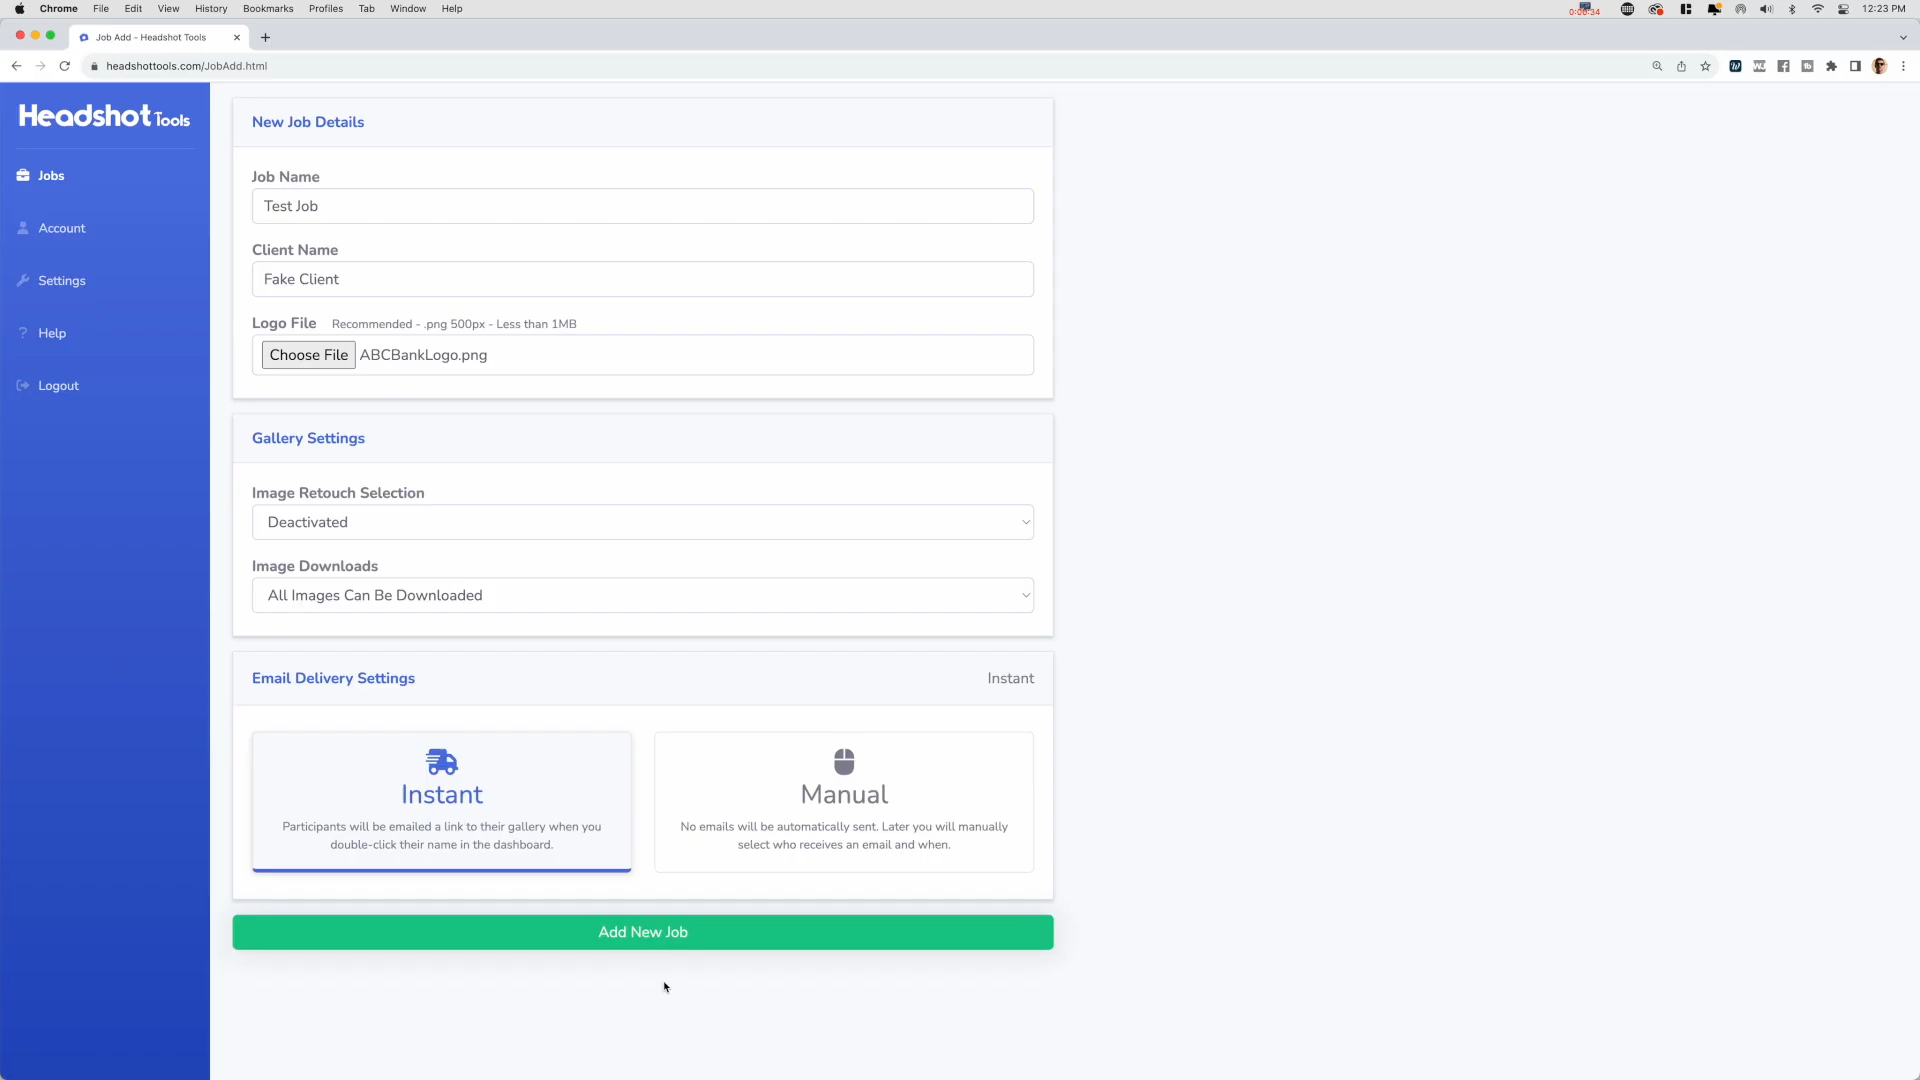 Chrome File Edit View History Bookmarks Profiles Tab Window Help 0:00:34 12:23 PM
Job Add - Headshot Tools
headshottools.com/JobAdd.html
Headshot Tools
Jobs
Account
Settings
Help
Logout
New Job Details
Job Name
Test Job
Client Name
Fake Client
Logo File Recommended - .png 500px - Less than 1MB
Choose File ABCBankLogo.png
Gallery Settings
Image Retouch Selection
Deactivated
Image Downloads
All Images Can Be Downloaded
Email Delivery Settings Instant
Instant
Participants will be emailed a link to their gallery when you
double-click their name in the dashboard.
Manual
No emails will be automatically sent. Later you will manually
select who receives an email and when.
Add New Job